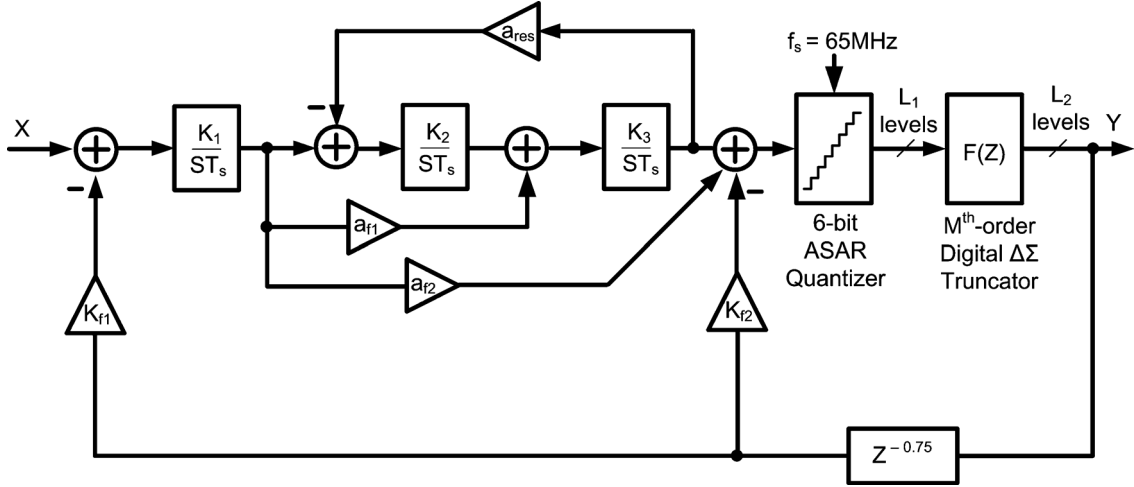 a_res
f_s = 65MHz
X
K_1
ST_s
K_2
ST_s
K_3
ST_s
L_1
levels
F(Z)
L_2
levels
Y
a_f1
a_f2
6-bit
ASAR
Quantizer
M^th-order
Digital ΔΣ
Truncator
K_f1
K_f2
Z^-0.75